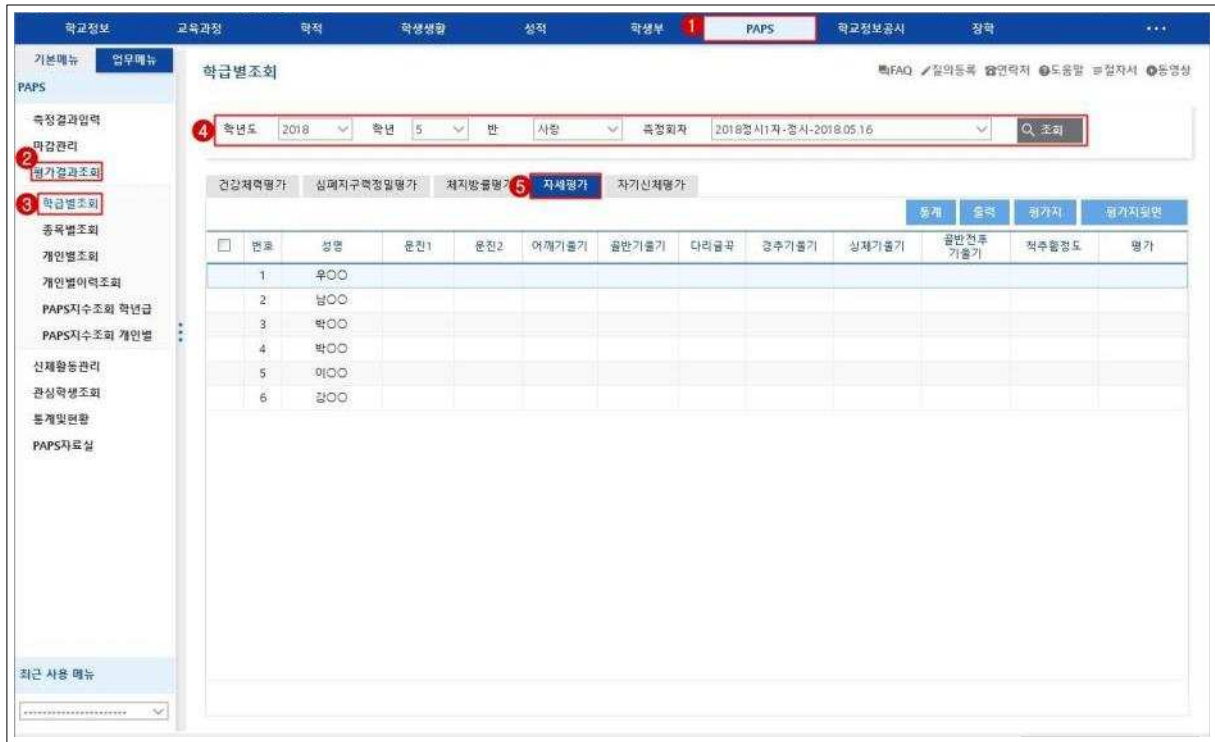 학교정보 교육과정 학적 학생생활 성적 학생부 1 PAPS 학교정보공시 장학 ...
기본메뉴 업무메뉴
PAPS
측정결과입력
마감관리
2 평가결과조회
3 학급별조회
종목별조회
개인별조회
개인별이력조회
PAPS지수조회 학년급
PAPS지수조회 개인별
신체활동관리
관심학생조회
통계및현황
PAPS자료실
최근 사용 메뉴
----------------------
학급별조회
FAQ 질의등록 연락처 도움말 절차서 동영상
4 학년도 2018 학년 5 반 사랑 측정회차 2018정시1차-정시-2018.05.16 조회
건강체력평가 심폐지구력정밀평가 체지방률평가 5 자세평가 자기신체평가
통계 출력 평가지 평가지뒷면
번호 성명 문진1 문진2 어깨기울기 골반기울기 다리굴곡 경추기울기 상체기울기 골반전후기울기 척추휨정도 평가
1 우○○
2 남○○
3 박○○
4 박○○
5 이○○
6 강○○